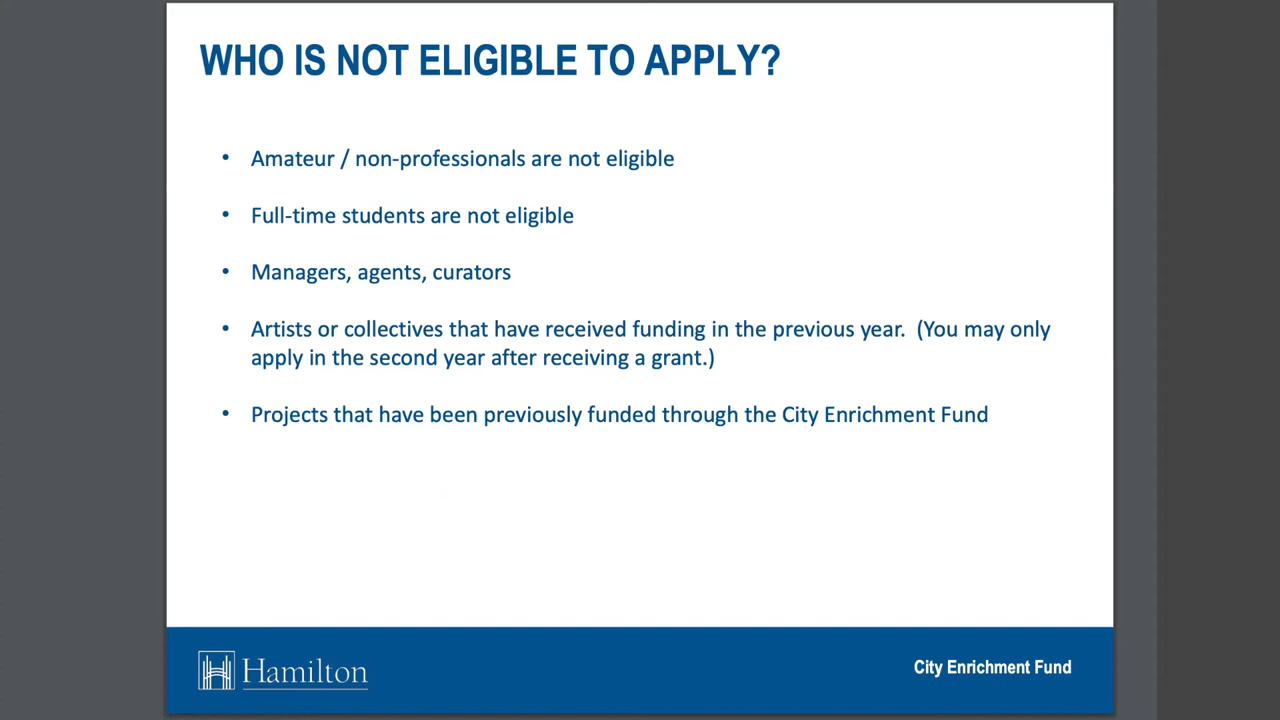 WHO IS NOT ELIGIBLE TO APPLY?
• Amateur / non-professionals are not eligible
• Full-time students are not eligible
• Managers, agents, curators
• Artists or collectives that have received funding in the previous year.  (You may only
apply in the second year after receiving a grant.)
• Projects that have been previously funded through the City Enrichment Fund
Hamilton
City Enrichment Fund